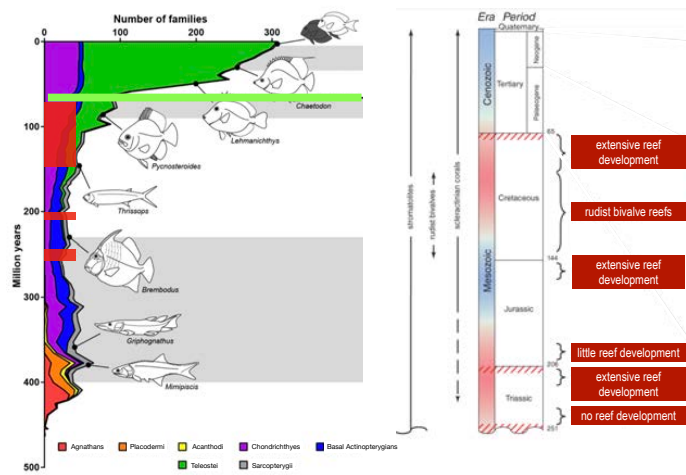 Number of families
0
100
200
300
0
100
200
300
400
500
Million years
Chaetodon
Lehmanichthys
Pycnosteroides
Thrissops
Brembodus
Griphognathus
Mimipiscis
Agnathans
Placodermi
Acanthodi
Chondrichthyes
Basal Actinopterygians
Teleostei
Sarcopterygii
Era
Period
stromatolites
rudist bivalves
scleractinian corals
Cenozoic
Mesozoic
Quaternary
Tertiary
Neogene
Palaeogene
65
Cretaceous
144
Jurassic
206
Triassic
251
extensive reef
development
rudist bivalve reefs
extensive reef
development
little reef development
extensive reef
development
no reef development